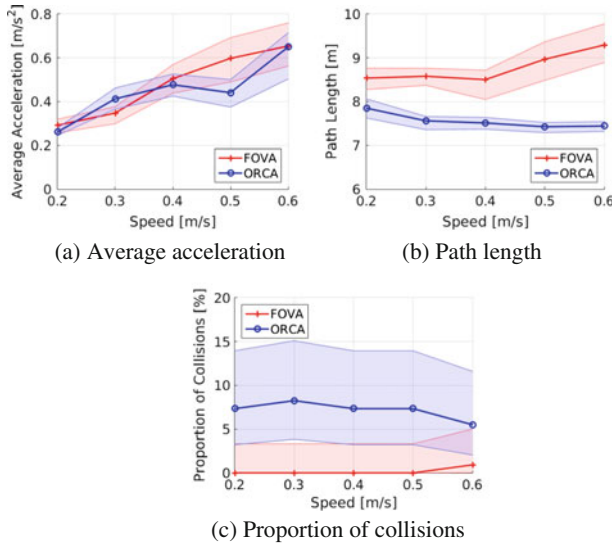 0.8
0.6
0.4
0.2
0
Average Acceleration [m/s²]
FOVA
ORCA
0.2 0.3 0.4 0.5 0.6
Speed [m/s]
(a) Average acceleration
10
9
8
7
6
Path Length [m]
FOVA
ORCA
0.2 0.3 0.4 0.5 0.6
Speed [m/s]
(b) Path length
20
15
10
5
0
Proportion of Collisions [%]
FOVA
ORCA
0.2 0.3 0.4 0.5 0.6
Speed [m/s]
(c) Proportion of collisions